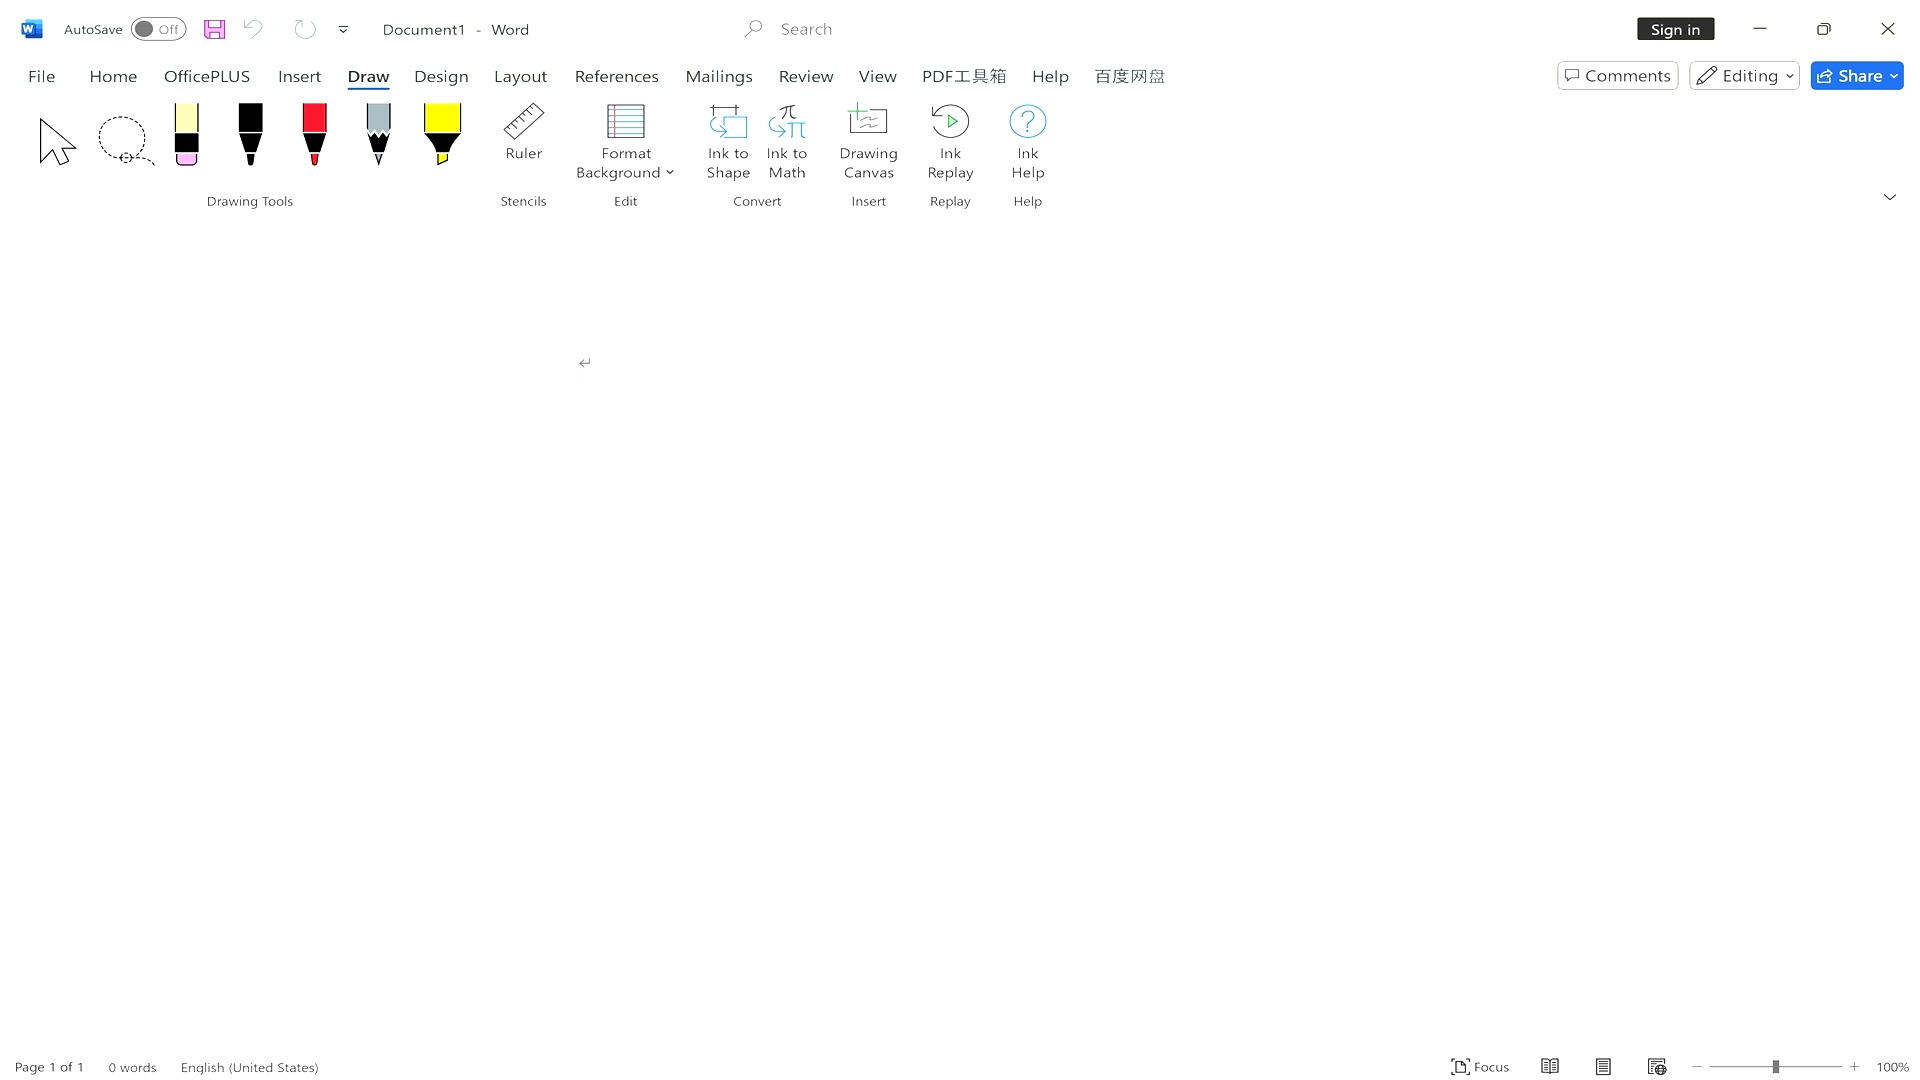 AutoSave Off Document1 - Word Search Sign in
File Home OfficePLUS Insert Draw Design Layout References Mailings Review View PDF工具箱 Help 百度网盘 Comments Editing Share
Ruler Format Background Ink to Shape Ink to Math Drawing Canvas Ink Replay Ink Help
Drawing Tools Stencils Edit Convert Insert Replay Help
Page 1 of 1 0 words English (United States) Focus 100%